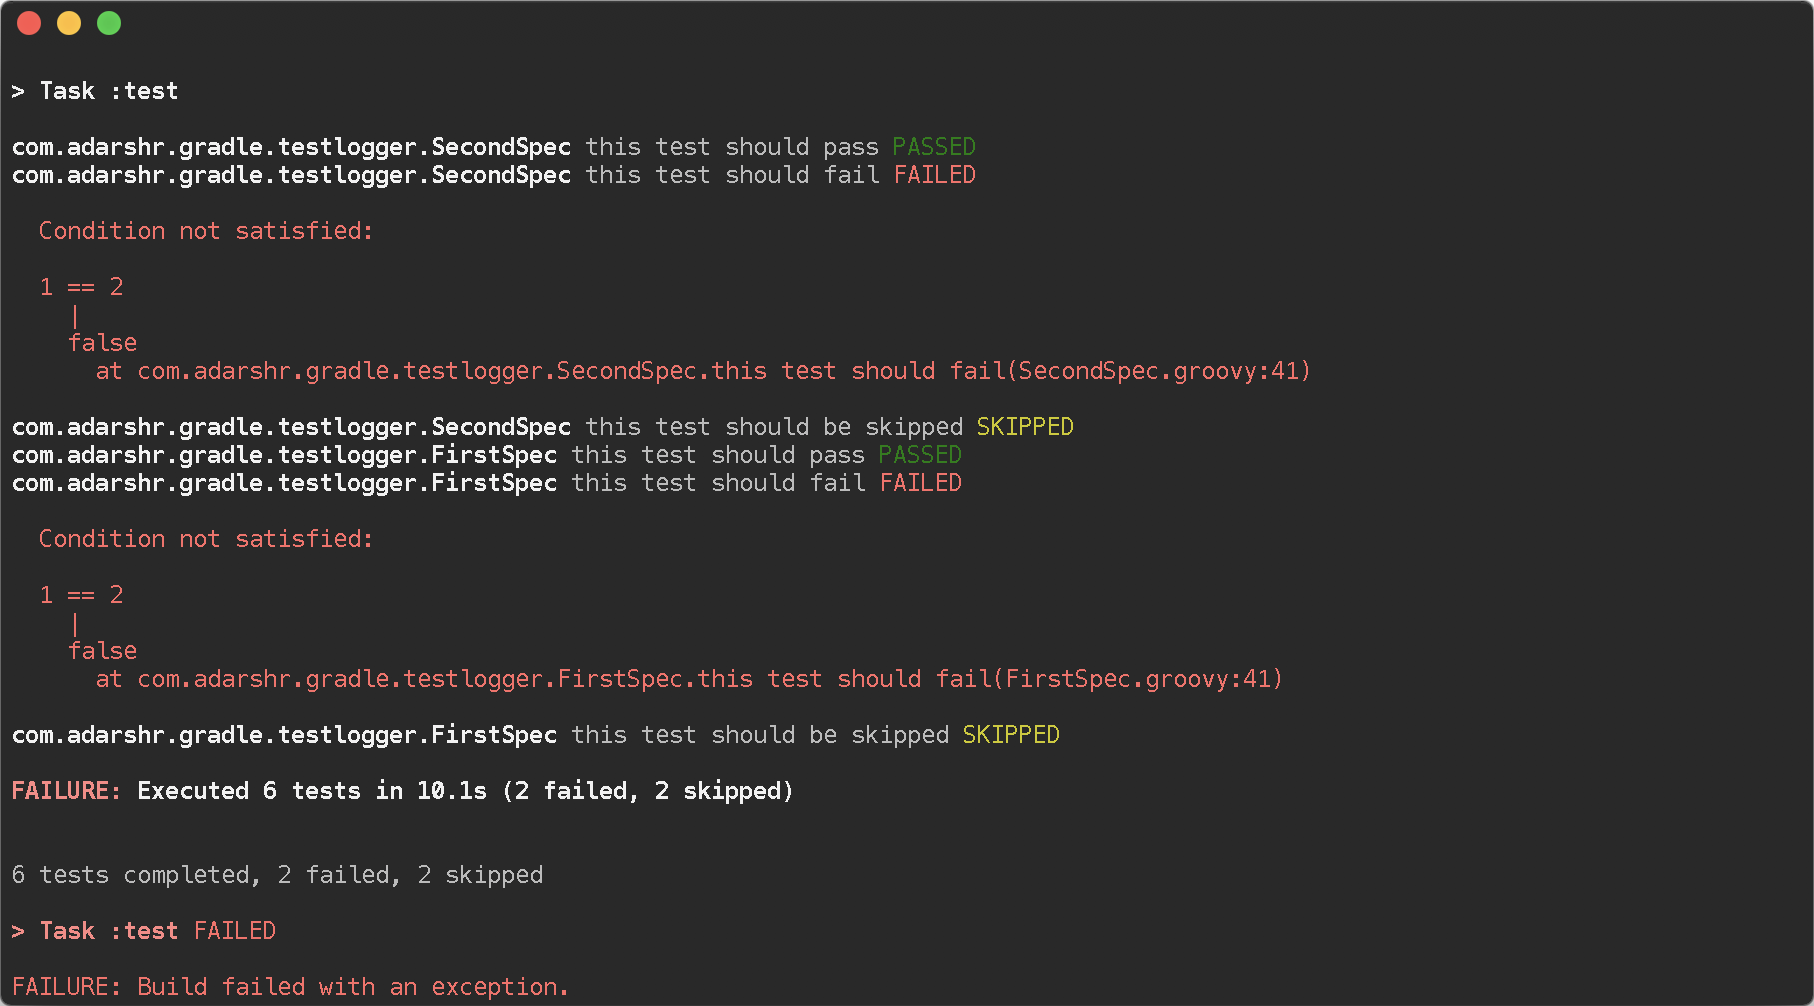 > Task :test
com.adarshr.gradle.testlogger.SecondSpec this test should pass PASSED
com.adarshr.gradle.testlogger.SecondSpec this test should fail FAILED
Condition not satisfied:
1 == 2
|
false
at com.adarshr.gradle.testlogger.SecondSpec.this test should fail(SecondSpec.groovy:41)
com.adarshr.gradle.testlogger.SecondSpec this test should be skipped SKIPPED
com.adarshr.gradle.testlogger.FirstSpec this test should pass PASSED
com.adarshr.gradle.testlogger.FirstSpec this test should fail FAILED
Condition not satisfied:
1 == 2
|
false
at com.adarshr.gradle.testlogger.FirstSpec.this test should fail(FirstSpec.groovy:41)
com.adarshr.gradle.testlogger.FirstSpec this test should be skipped SKIPPED
FAILURE: Executed 6 tests in 10.1s (2 failed, 2 skipped)
6 tests completed, 2 failed, 2 skipped
> Task :test FAILED
FAILURE: Build failed with an exception.